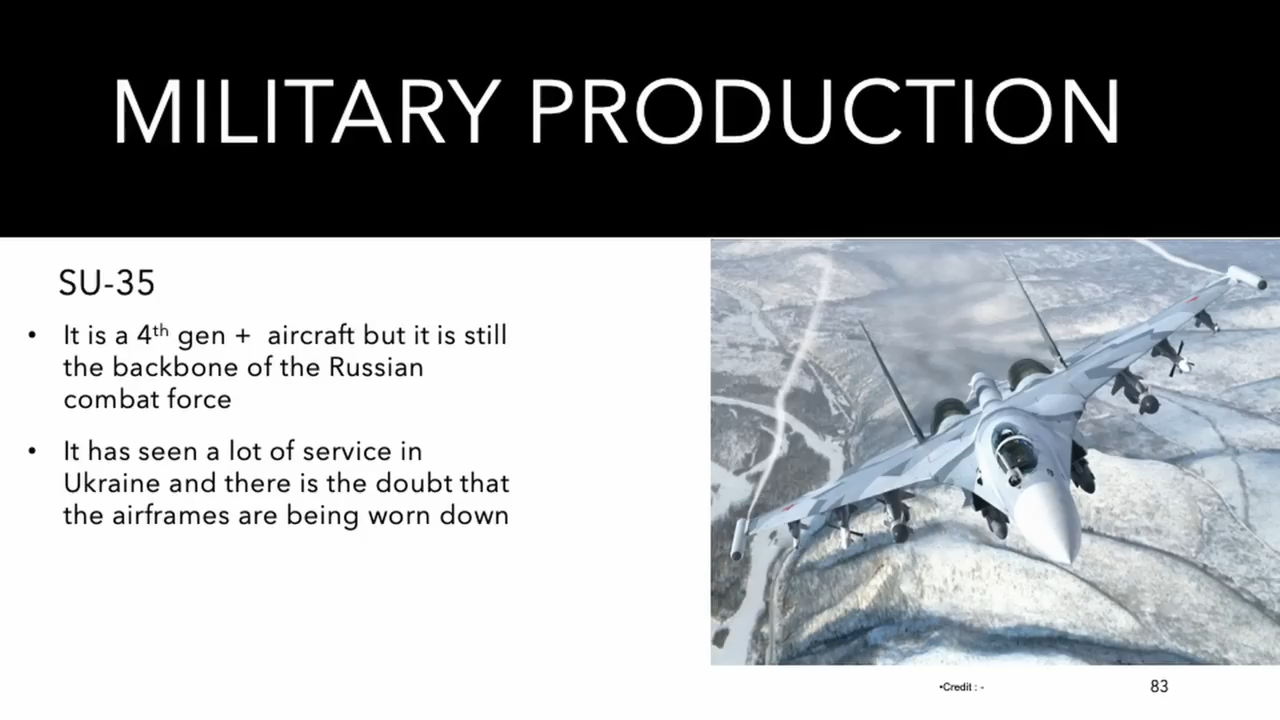 MILITARY PRODUCTION
SU-35
• It is a 4th gen + aircraft but it is still
the backbone of the Russian
combat force
• It has seen a lot of service in
Ukraine and there is the doubt that
the airframes are being worn down
•Credit : -
83